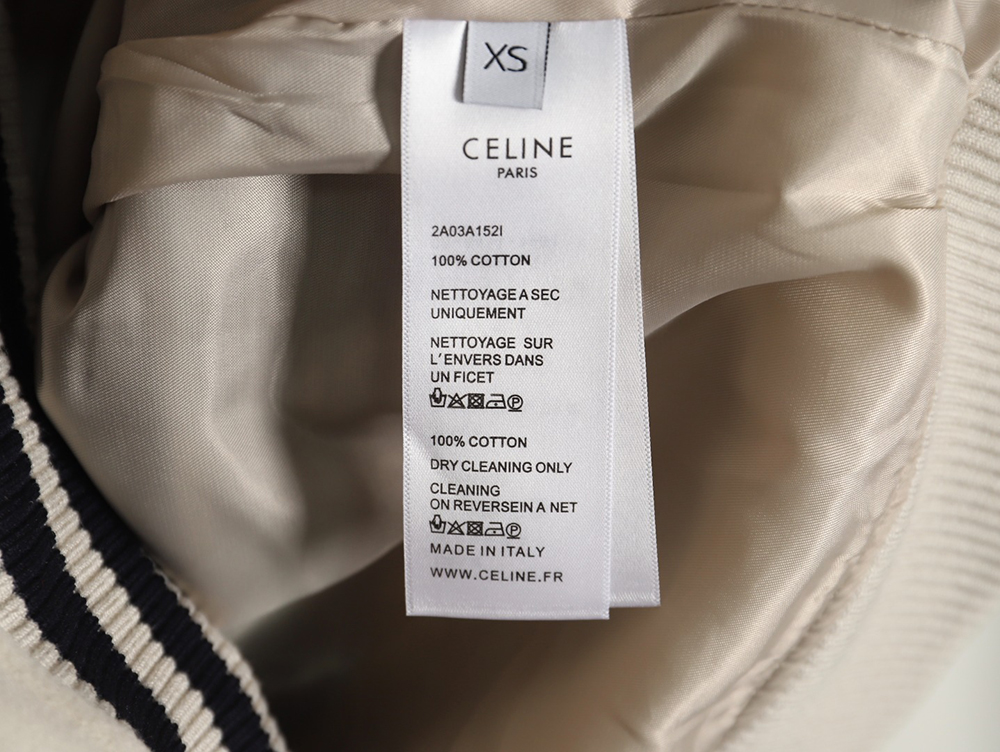 XS
CELINE
PARIS
2A03A152I
100% COTTON
NETTOYAGE A SEC
UNIQUEMENT
NETTOYAGE SUR
L'ENVERS DANS
UN FICET
100% COTTON
DRY CLEANING ONLY
CLEANING
ON REVERSEIN A NET
MADE IN ITALY
WWW.CELINE.FR